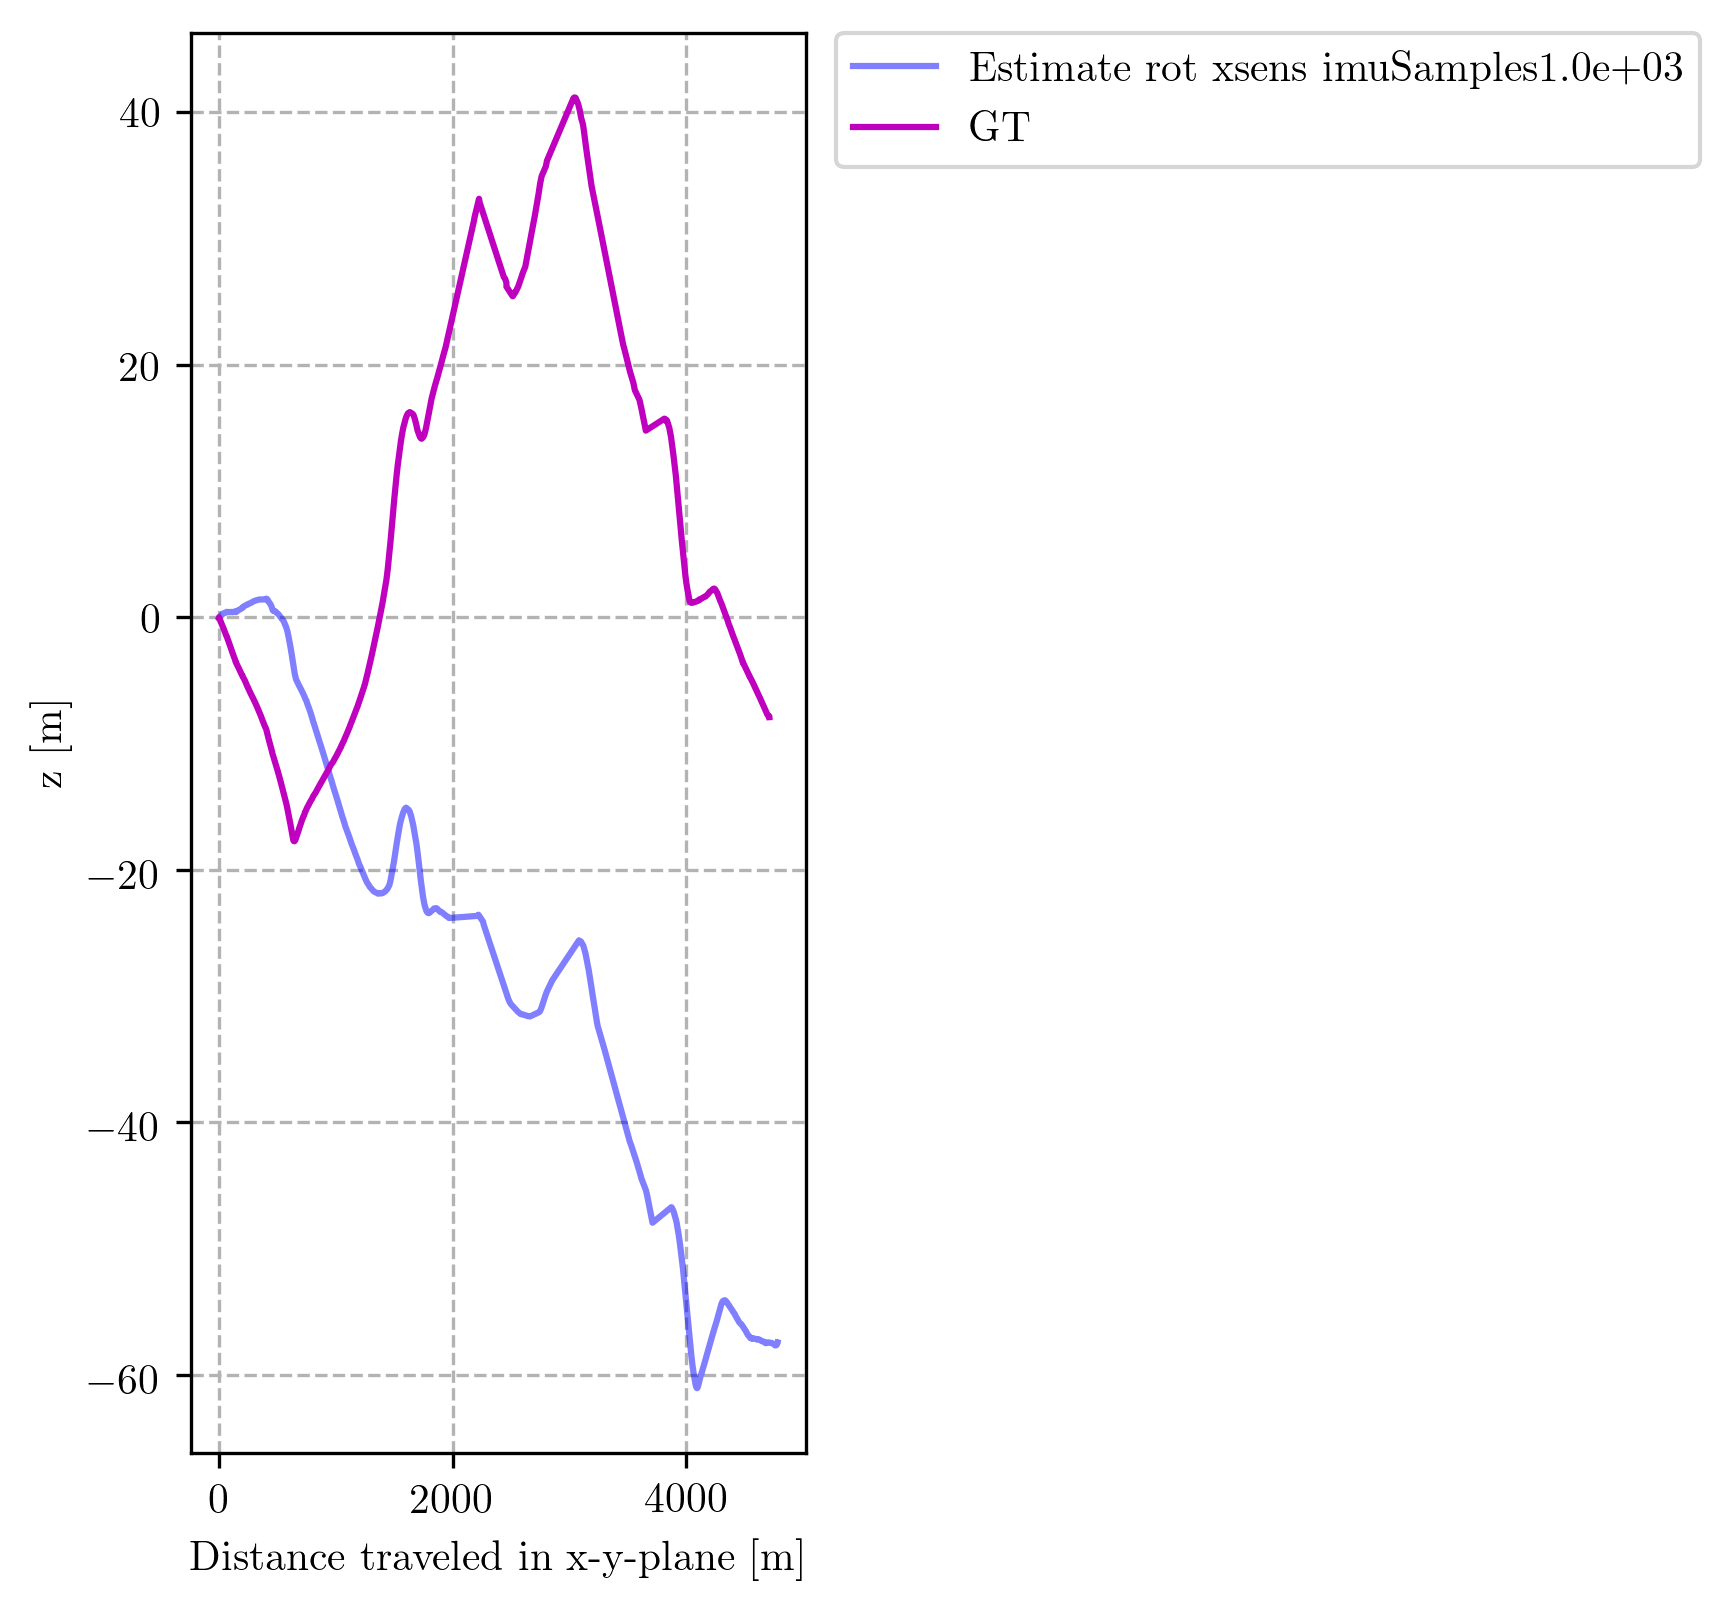 Estimate rot xsens imuSamples1.0e+03
GT
40
20
0
−20
−40
−60
z [m]
0 2000 4000
Distance traveled in x-y-plane [m]